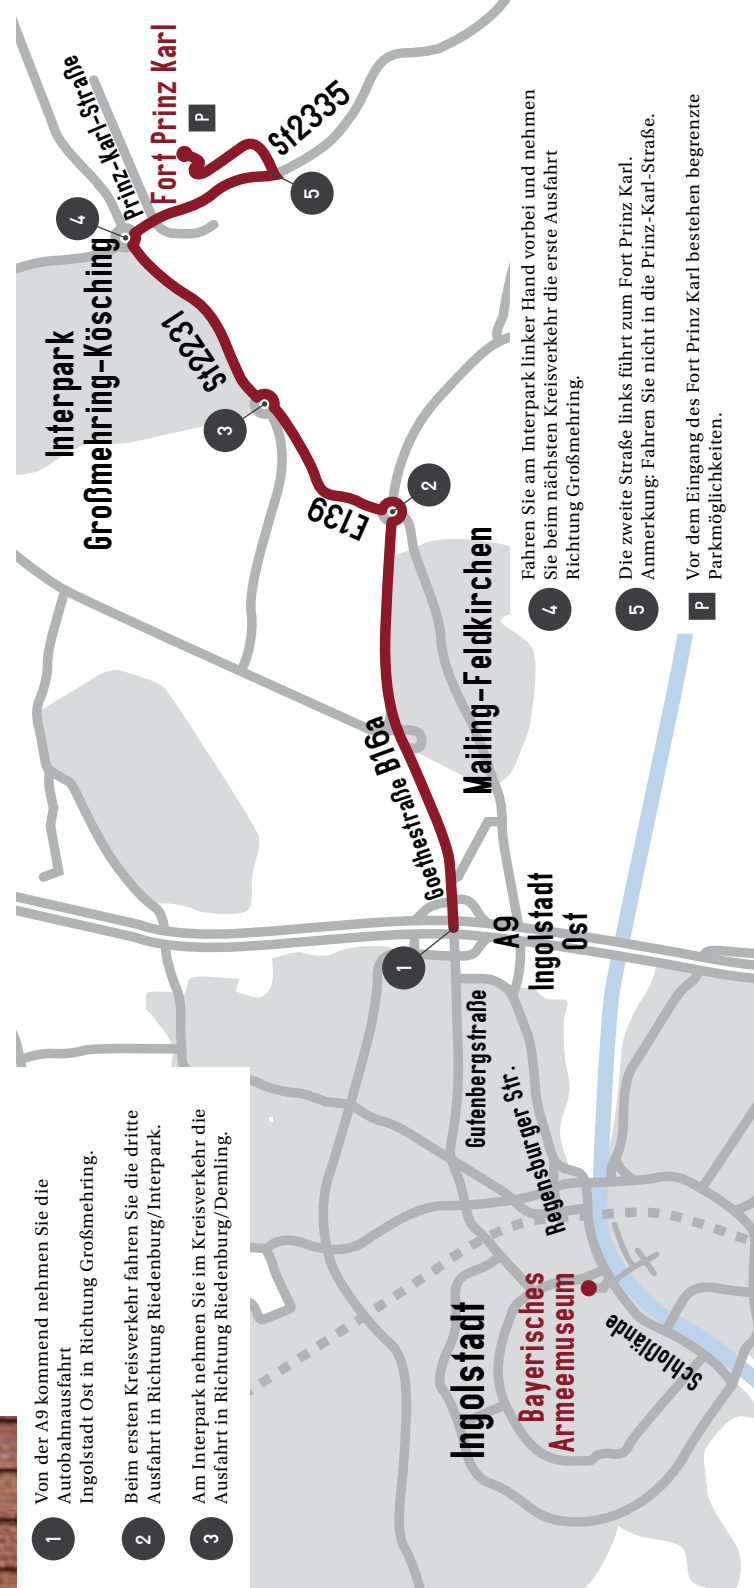 1
Von der A9 kommend nehmen Sie die
Autobahnausfahrt
Ingolstadt Ost in Richtung Großmehring.
2
Beim ersten Kreisverkehr fahren Sie die dritte
Ausfahrt in Richtung Riedenburg/Interpark.
3
Am Interpark nehmen Sie im Kreisverkehr die
Ausfahrt in Richtung Riedenburg/Demling.
Ingolstadt
Bayerisches
Armeemuseum
Schloßlände
Regensburger Str.
Gutenbergstraße
1
A9
Ingolstadt
Ost
Goethestraße B16a
Mailing-Feldkirchen
2
E139
3
St2231
Interpark
Großmehring-Kösching
4
Prinz-Karl-Straße
Fort Prinz Karl
P
St2335
5
4
Fahren Sie am Interpark linker Hand vorbei und nehmen
Sie beim nächsten Kreisverkehr die erste Ausfahrt
Richtung Großmehring.
5
Die zweite Straße links führt zum Fort Prinz Karl.
Anmerkung: Fahren Sie nicht in die Prinz-Karl-Straße.
P
Vor dem Eingang des Fort Prinz Karl bestehen begrenzte
Parkmöglichkeiten.